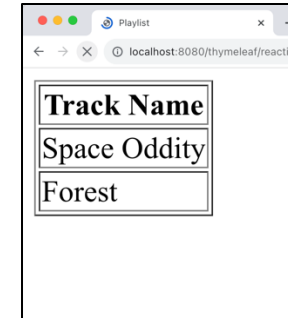 Playlist
localhost:8080/thymeleaf/reacti
Track Name
Space Oddity
Forest